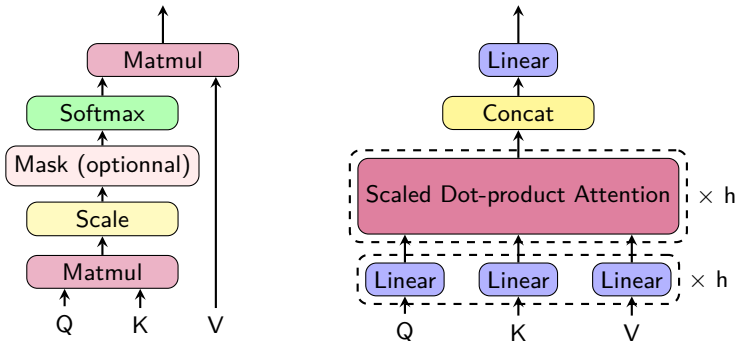 Matmul
Softmax
Mask (optionnal)
Scale
Matmul
Q K V
Linear
Concat
Scaled Dot-product Attention
× h
Linear Linear Linear
× h
Q K V